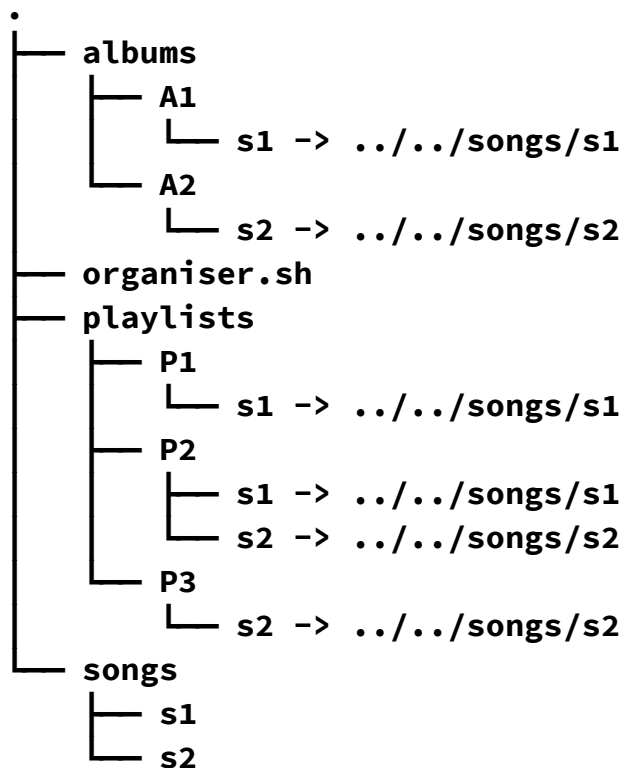 .
albums
A1
s1 -> ../../songs/s1
A2
s2 -> ../../songs/s2
organiser.sh
playlists
P1
s1 -> ../../songs/s1
P2
s1 -> ../../songs/s1
s2 -> ../../songs/s2
P3
s2 -> ../../songs/s2
songs
s1
s2